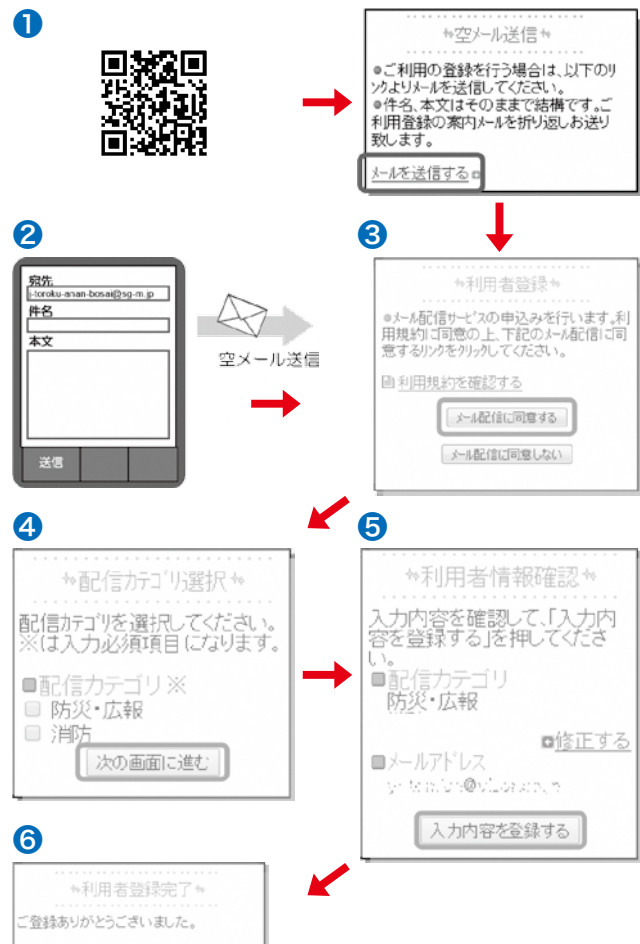 ❶
↬空メール送信↬
●ご利用の登録を行う場合は、以下のリ
ンクよりメールを送信してください。
●件名、本文はそのままで結構です。ご
利用登録の案内メールを折り返しお送り
致します。
メールを送信する
❷
宛先
i-toroku-anan-bosai@sg-m.jp
件名
本文
送信
空メール送信
❸
↬利用者登録↬
●メール配信サービスの申込みを行います。利
用規約に同意の上、下記のメール配信に同
意するリンクをクリックしてください。
利用規約を確認する
メール配信に同意する
メール配信に同意しない
❹
↬配信カテゴリ選択↬
配信カテゴリを選択してください。
※は入力必須項目になります。
■配信カテゴリ※
防災・広報
消防
次の画面に進む
❺
↬利用者情報確認↬
入力内容を確認して、「入力内
容を登録する」を押してくださ
い。
■配信カテゴリ
防災・広報
修正する
■メールアドレス
入力内容を登録する
❻
↬利用者登録完了↬
ご登録ありがとうございました。